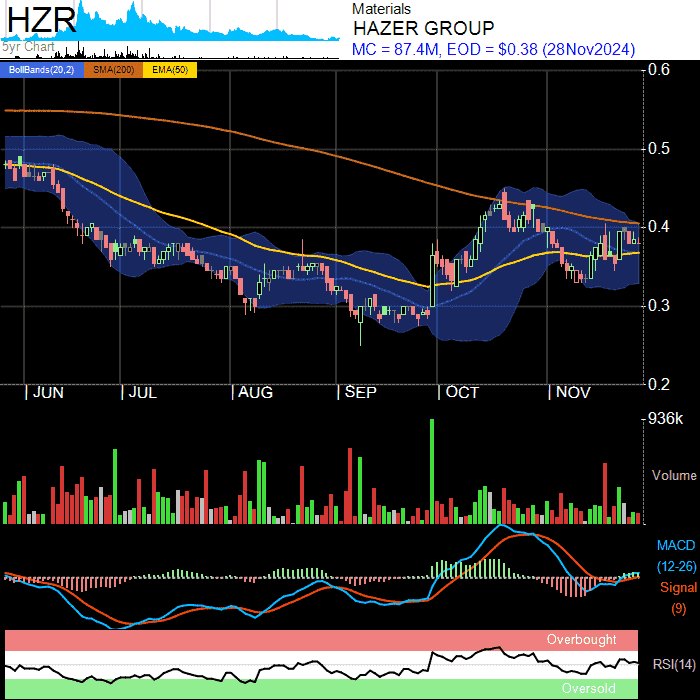 HZR
5yr Chart
Materials
HAZER GROUP
MC = 87.4M, EOD = $0.38 (28Nov2024)
BollBands(20,2) SMA(200) EMA(50)
0.6
0.5
0.4
0.3
0.2
JUN JUL AUG SEP OCT NOV
936k
Volume
MACD
(12-26)
Signal
(9)
Overbought
RSI(14)
Oversold